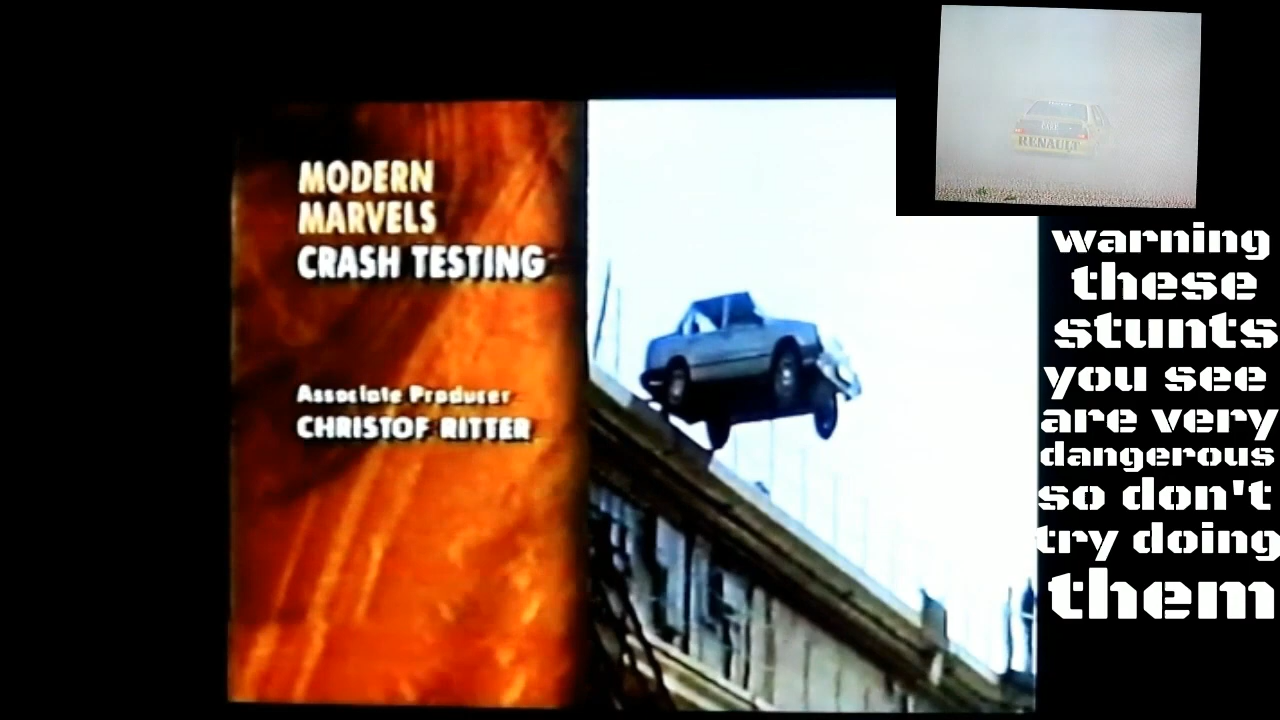 MODERN
MARVELS
CRASH TESTING
Associate Producer
CHRISTOF RITTER
RENAULT
warning
these
stunts
you see
are very
dangerous
so don't
try doing
them